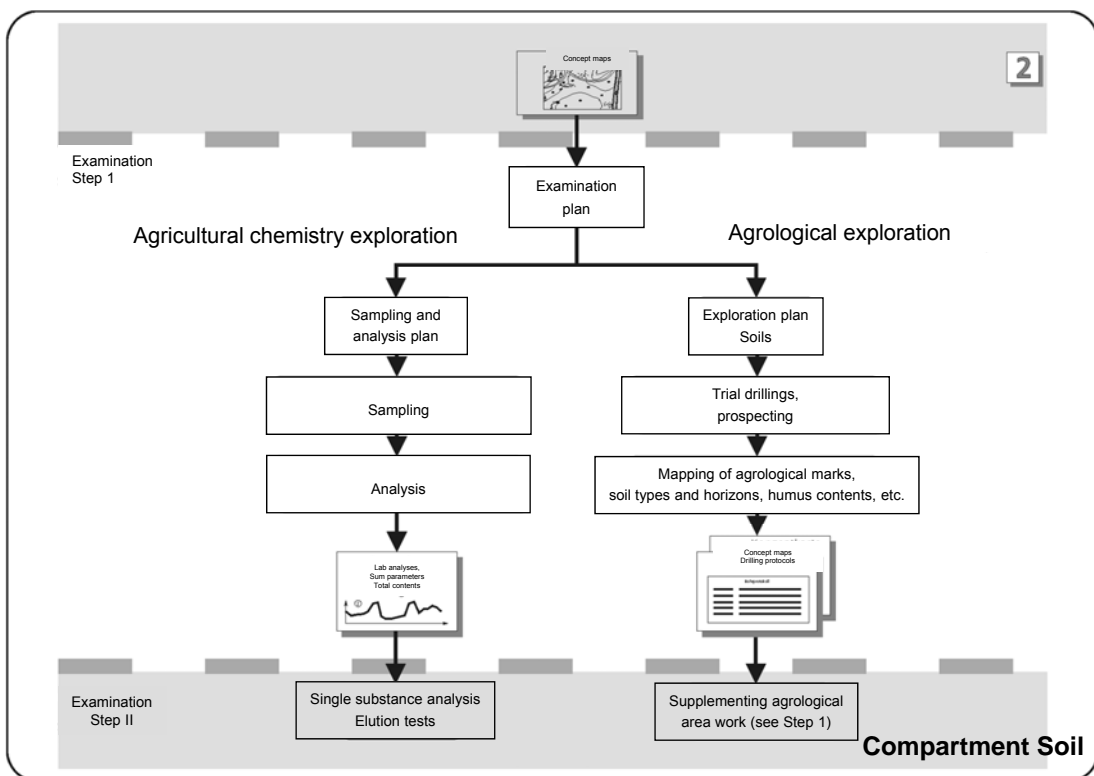 Concept maps
2
Examination
Step 1
Examination
plan
Agricultural chemistry exploration
Agrological exploration
Sampling and
analysis plan
Exploration plan
Soils
Sampling
Trial drillings,
prospecting
Analysis
Mapping of agrological marks,
soil types and horizons, humus contents, etc.
Lab analyses,
Sum parameters
Total contents
Concept maps
Drilling protocols
Examination
Step II
Single substance analysis
Elution tests
Supplementing agrological
area work (see Step 1)
Compartment Soil